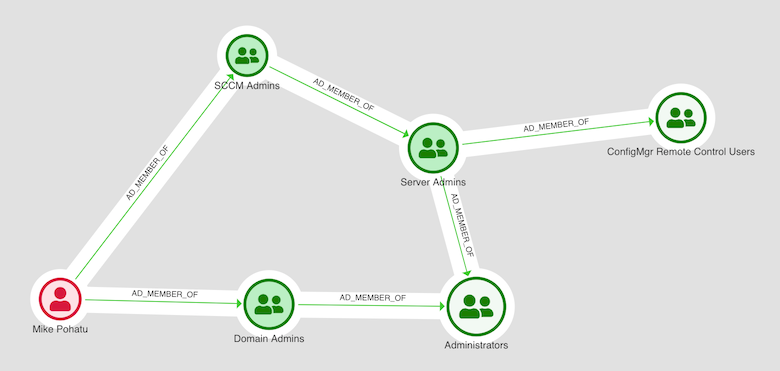 SCCM Admins
AD_MEMBER_OF
AD_MEMBER_OF
ConfigMgr Remote Control Users
AD_MEMBER_OF
Server Admins
AD_MEMBER_OF
Mike Pohatu
AD_MEMBER_OF
Domain Admins
AD_MEMBER_OF
Administrators